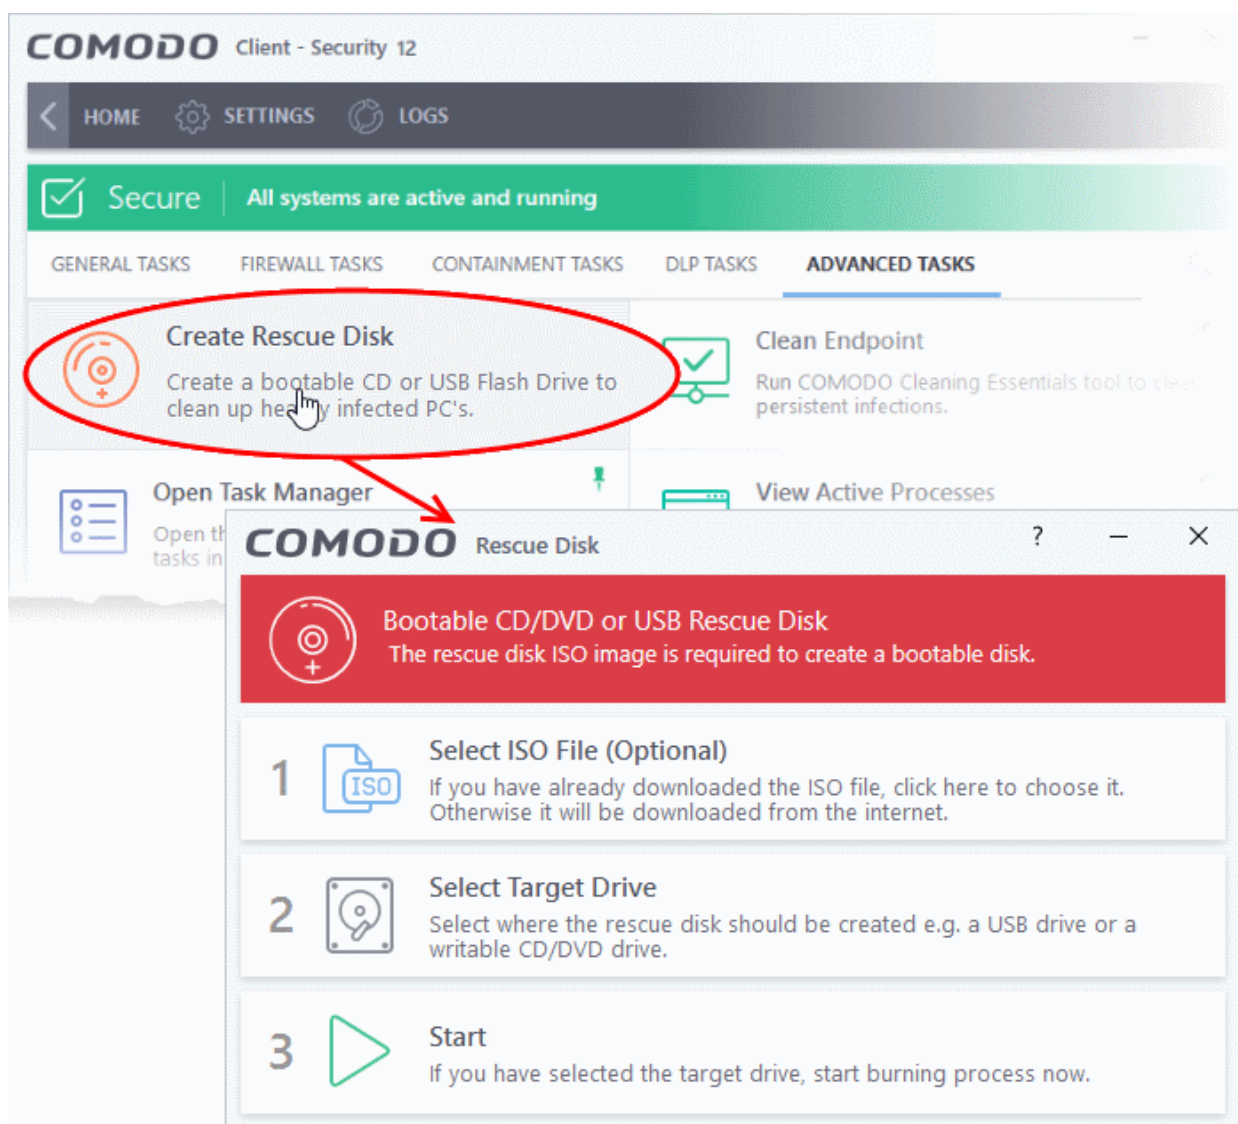 COMODO Client - Security 12
HOME SETTINGS LOGS
Secure All systems are active and running
GENERAL TASKS FIREWALL TASKS CONTAINMENT TASKS DLP TASKS ADVANCED TASKS
Create Rescue Disk
Create a bootable CD or USB Flash Drive to
clean up infected PC's.
Clean Endpoint
Run COMODO Cleaning Essentials tool to
persistent infections.
Open Task Manager
Open
tasks in
View Active Processes
COMODO Rescue Disk ?
Bootable CD/DVD or USB Rescue Disk
The rescue disk ISO image is required to create a bootable disk.
1
ISO
Select ISO File (Optional)
If you have already downloaded the ISO file, click here to choose it.
Otherwise it will be downloaded from the internet.
2
Select Target Drive
Select where the rescue disk should be created e.g. a USB drive or a
writable CD/DVD drive.
3
Start
If you have selected the target drive, start burning process now.